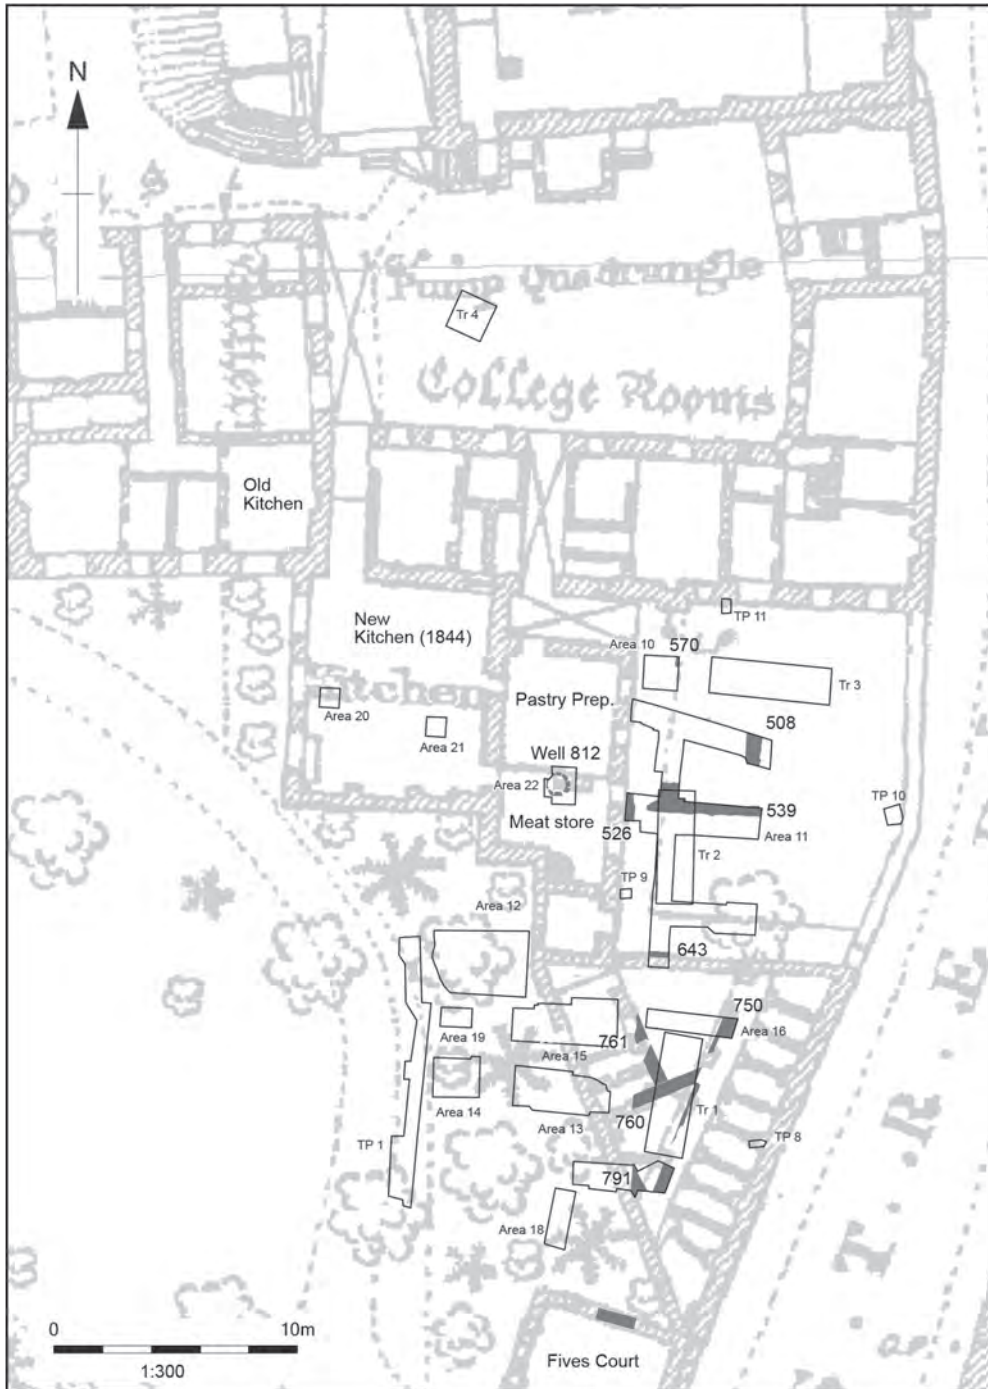 N
Pump Quadrangle
Tr 4
College Rooms
Old
Kitchen
New
Kitchen (1844)
Kitchen
TP 11
Area 10
570
Tr 3
Pastry Prep.
508
Area 20
Area 21
Well 812
Area 22
Meat store
526
539
TP 10
Area 11
Tr 2
TP 9
Area 12
643
750
Area 16
Area 19
Area 15
761
Area 14
Area 13
760
Tr 1
TP 8
TP 1
791
Area 18
0
10m
1:300
Fives Court